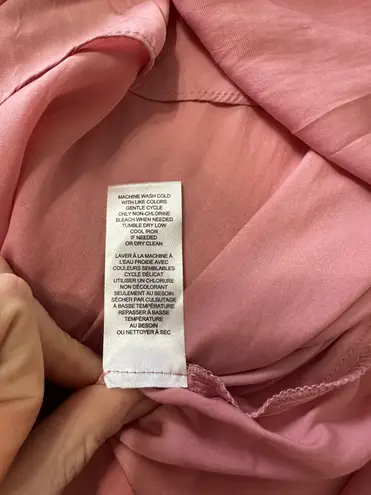 MACHINE WASH COLD
WITH LIKE COLORS
GENTLE CYCLE
ONLY NON-CHLORINE
BLEACH WHEN NEEDED
TUMBLE DRY LOW
COOL IRON
IF NEEDED
OR DRY CLEAN
LAVER À LA MACHINE À
L'EAU FROIDE AVEC
COULEURS SEMBLABLES
CYCLE DÉLICAT
UTILISER UN CHLORURE
NON DÉCOLORANT
SEULEMENT AU BESOIN
SÉCHER PAR CULBUTAGE
À BASSE TEMPÉRATURE
REPASSER À BASSE
TEMPÉRATURE
AU BESOIN
OU NETTOYER À SEC